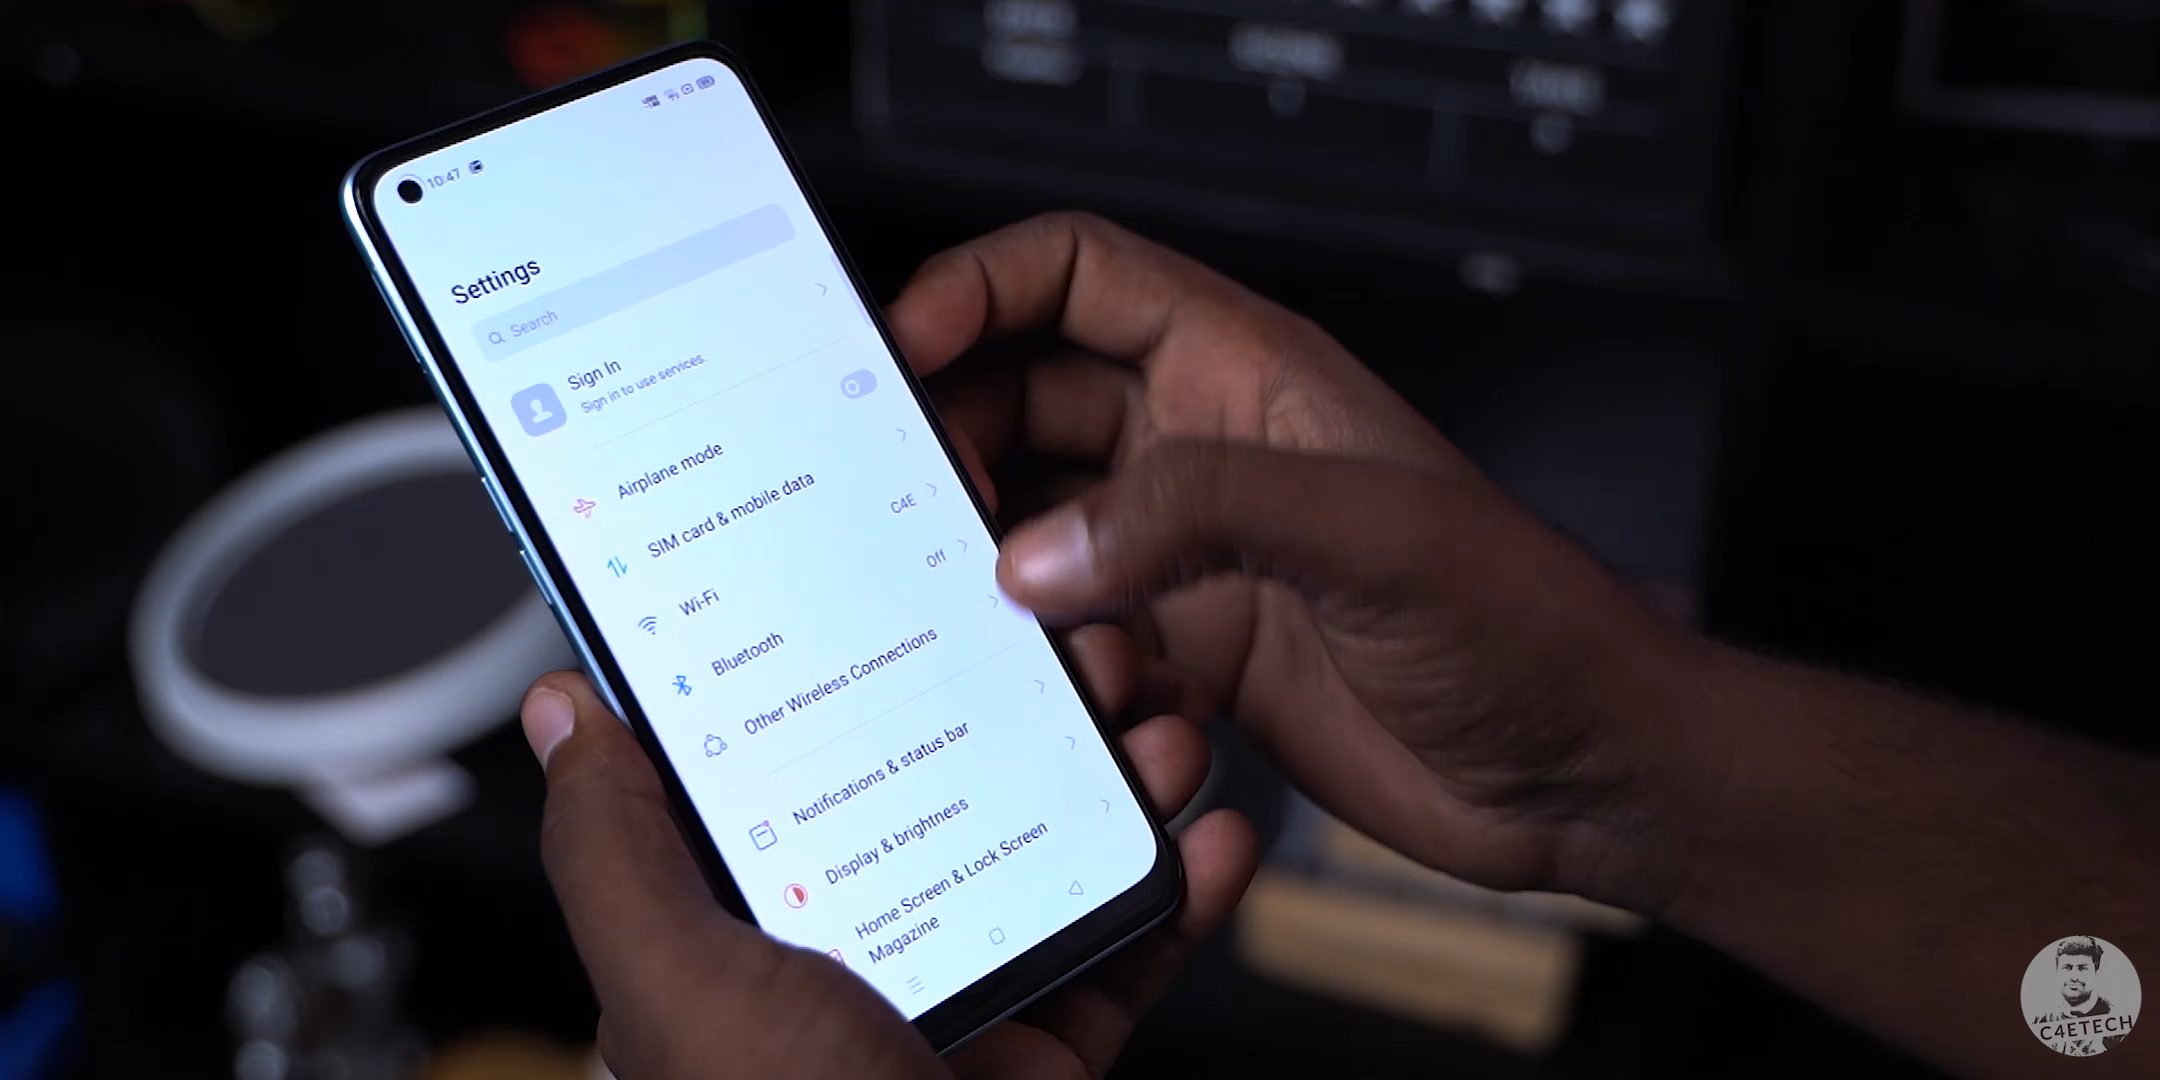 10:47
Settings
Search
Sign In
Sign in to use services.
Airplane mode
SIM card & mobile data
Wi-Fi
C4E
Bluetooth
Off
Other Wireless Connections
Notifications & status bar
Display & brightness
Home Screen & Lock Screen
Magazine
C4ETECH